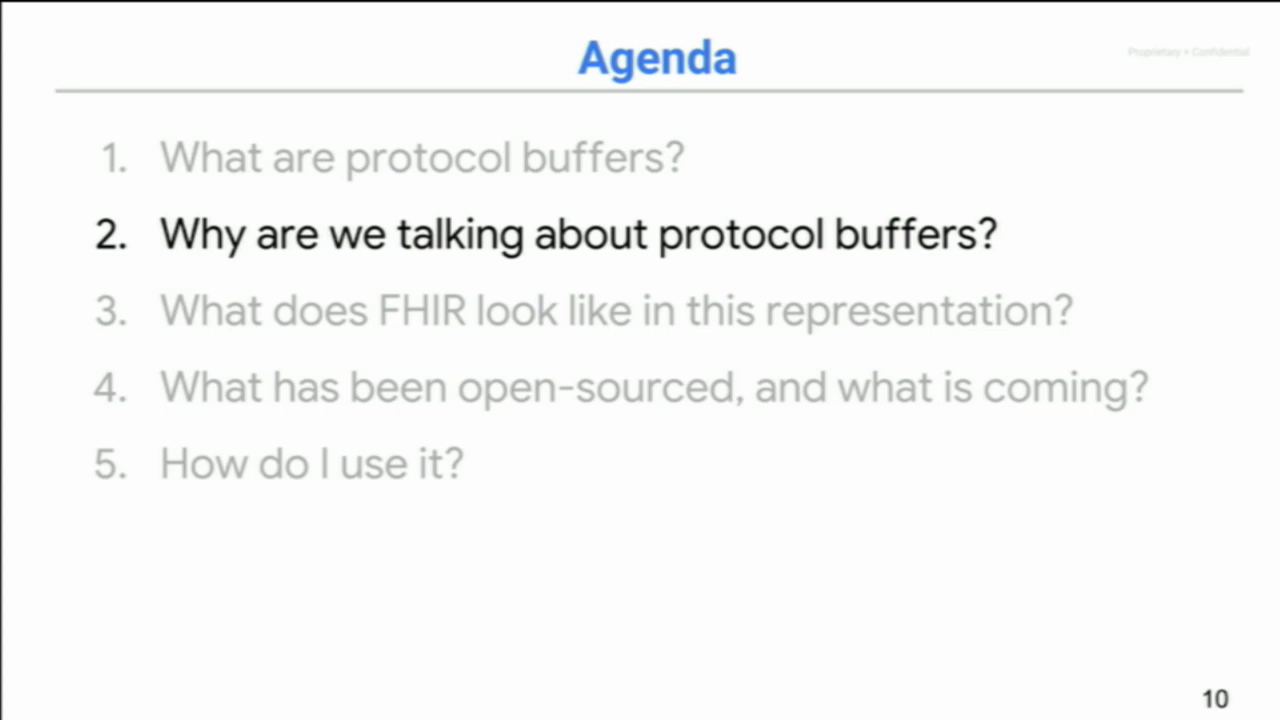 Agenda
Proprietary + Confidential
1. What are protocol buffers?
2. Why are we talking about protocol buffers?
3. What does FHIR look like in this representation?
4. What has been open-sourced, and what is coming?
5. How do I use it?
10